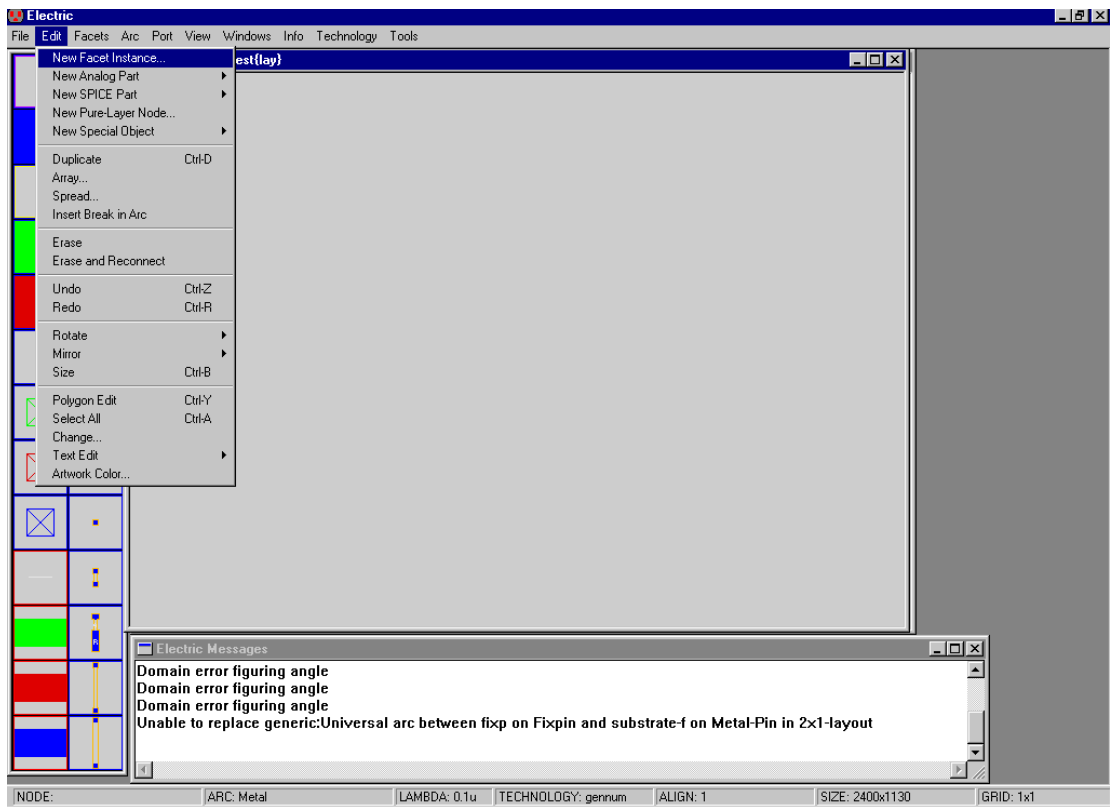 Electric
File Edit Facets Arc Port View Windows Info Technology Tools
New Facet Instance...
est{lay}
New Analog Part
New SPICE Part
New Pure-Layer Node...
New Special Object
Duplicate Ctrl-D
Array...
Spread...
Insert Break in Arc
Erase
Erase and Reconnect
Undo Ctrl-Z
Redo Ctrl-R
Rotate
Mirror
Size Ctrl-B
Polygon Edit Ctrl-Y
Select All Ctrl-A
Change...
Text Edit
Artwork Color...
R
Electric Messages
Domain error figuring angle
Domain error figuring angle
Domain error figuring angle
Unable to replace generic:Universal arc between fixp on Fixpin and substrate-f on Metal-Pin in 2x1-layout
NODE: ARC: Metal LAMBDA: 0.1u TECHNOLOGY: gennum ALIGN: 1 SIZE: 2400x1130 GRID: 1x1